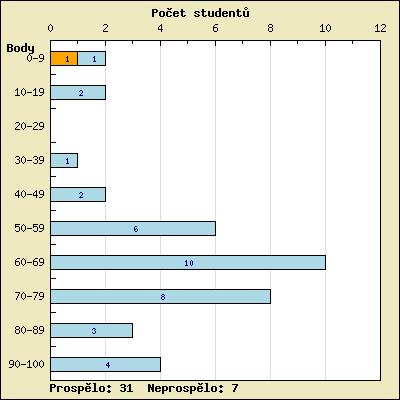 Počet studentů
0 2 4 6 8 10 12
Body
0-9 1 1
10-19 2
20-29
30-39 1
40-49 2
50-59 6
60-69 10
70-79 8
80-89 3
90-100 4
Prospělo: 31 Neprospělo: 7